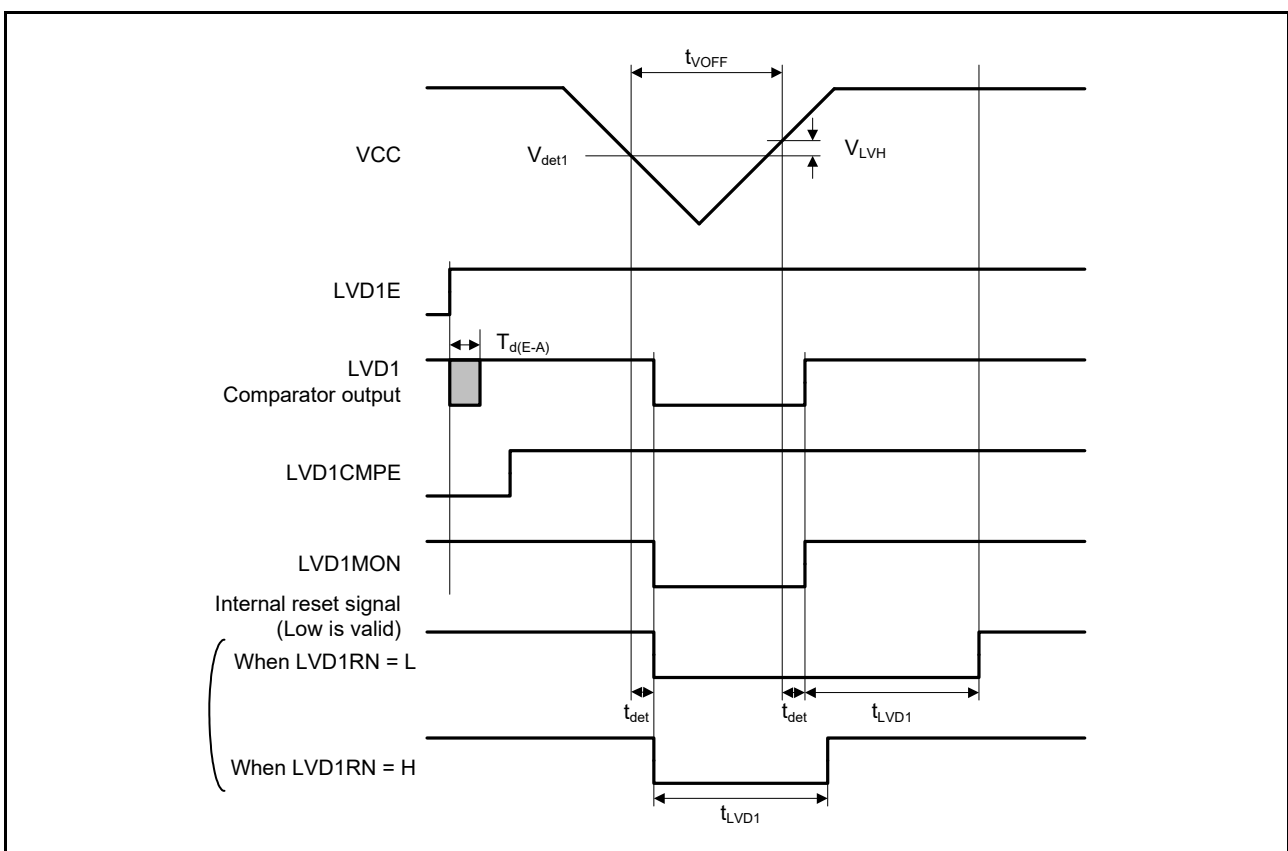 tVOFF
VCC
Vdet1
VLVH
LVD1E
Td(E-A)
LVD1
Comparator output
LVD1CMPE
LVD1MON
Internal reset signal
(Low is valid)
When LVD1RN = L
tdet
tdet
tLVD1
When LVD1RN = H
tLVD1